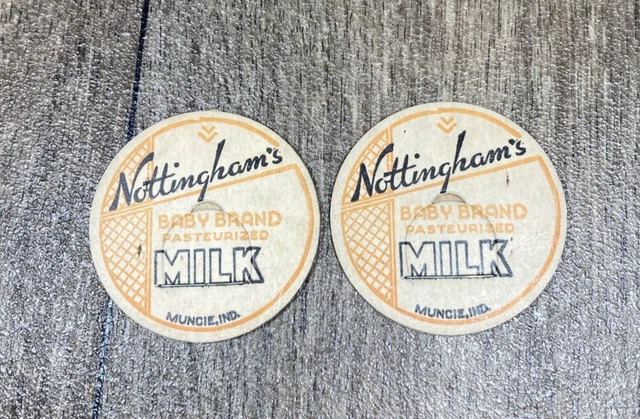 Nottingham's
BABY BRAND
PASTEURIZED
MILK
MUNCIE, IND.
Nottingham's
BABY BRAND
PASTEURIZED
MILK
MUNCIE, IND.